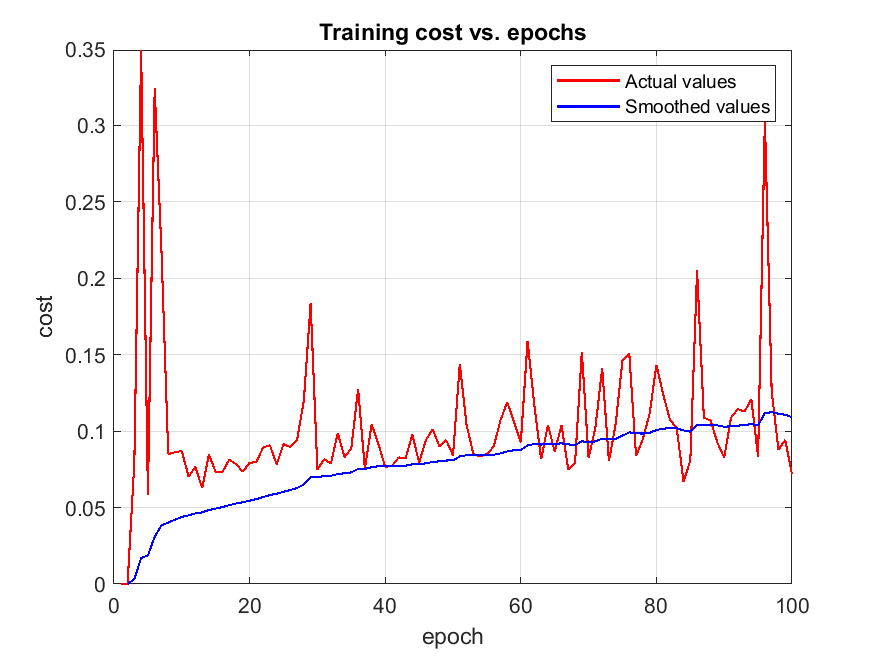 Training cost vs. epochs
0.35
0.3
0.25
0.2
0.15
0.1
0.05
0
cost
Actual values
Smoothed values
0 20 40 60 80 100
epoch